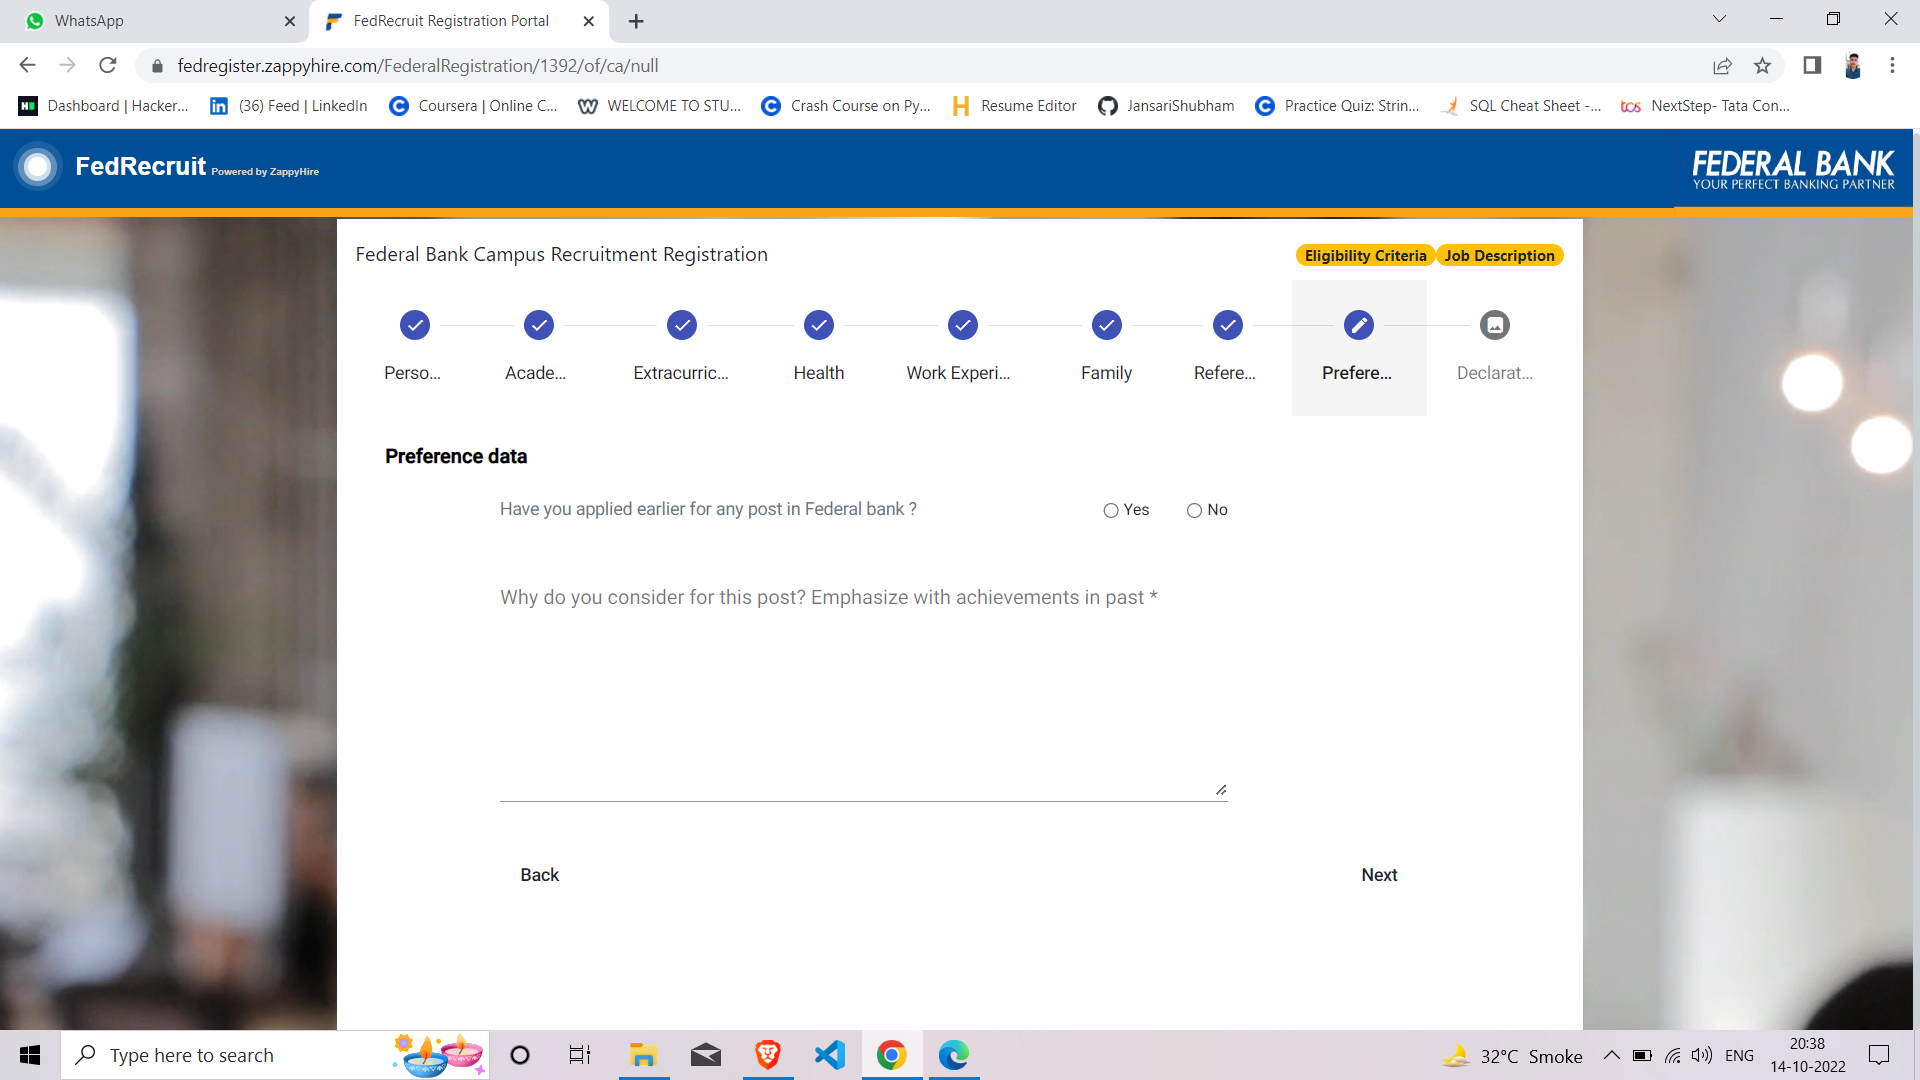 WhatsApp
FedRecruit Registration Portal
fedregister.zappyhire.com/FederalRegistration/1392/of/ca/null
Dashboard | Hacker...
(36) Feed | LinkedIn
Coursera | Online C...
WELCOME TO STU...
Crash Course on Py...
Resume Editor
JansariShubham
Practice Quiz: Strin...
SQL Cheat Sheet -...
NextStep- Tata Con...
FedRecruit Powered by ZappyHire
FEDERAL BANK
YOUR PERFECT BANKING PARTNER
Federal Bank Campus Recruitment Registration
Eligibility Criteria
Job Description
Perso...
Acade...
Extracurric...
Health
Work Experi...
Family
Refere...
Prefere...
Declarat...
Preference data
Have you applied earlier for any post in Federal bank ?
Yes
No
Why do you consider for this post? Emphasize with achievements in past *
Back
Next
Type here to search
32°C Smoke
ENG
20:38
14-10-2022